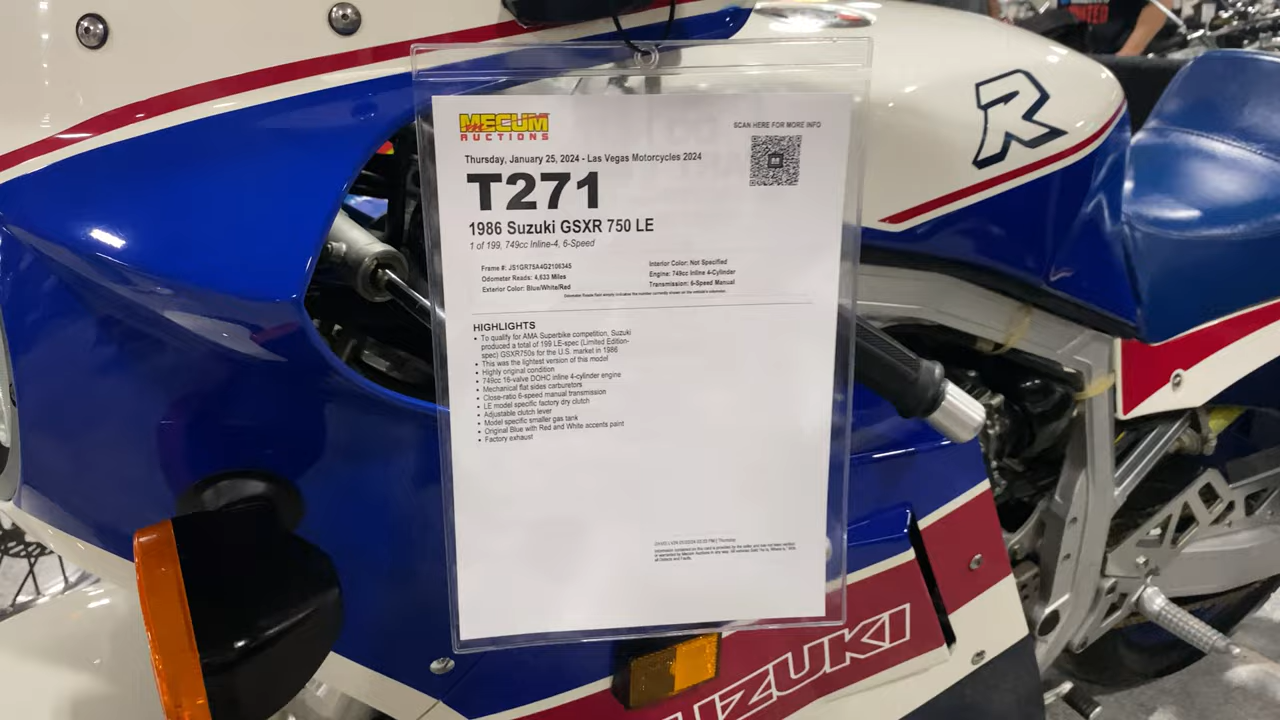 R
MECUM
AUCTIONS
SCAN HERE FOR MORE INFO
Thursday, January 25, 2024 - Las Vegas Motorcycles 2024
T271
1986 Suzuki GSXR 750 LE
1 of 199, 749cc Inline-4, 6-Speed
Frame #: JS1GR75A4G2106345
Odometer Reads: 4,633 Miles
Exterior Color: Blue/White/Red
Interior Color: Not Specified
Engine: 749cc Inline 4-Cylinder
Transmission: 6-Speed Manual
HIGHLIGHTS
• To qualify for AMA Superbike competition, Suzuki
produced a total of 199 LE-spec (Limited Edition-
spec) GSXR750s for the U.S. market in 1986
• This was the lightest version of this model
• Highly original condition
• 749cc 16-valve DOHC inline 4-cylinder engine
• Mechanical flat sides carburetors
• Close-ratio 6-speed manual transmission
• LE model specific factory dry clutch
• Adjustable clutch lever
• Model specific smaller gas tank
• Original Blue with Red and White accents paint
• Factory exhaust
UZUKI